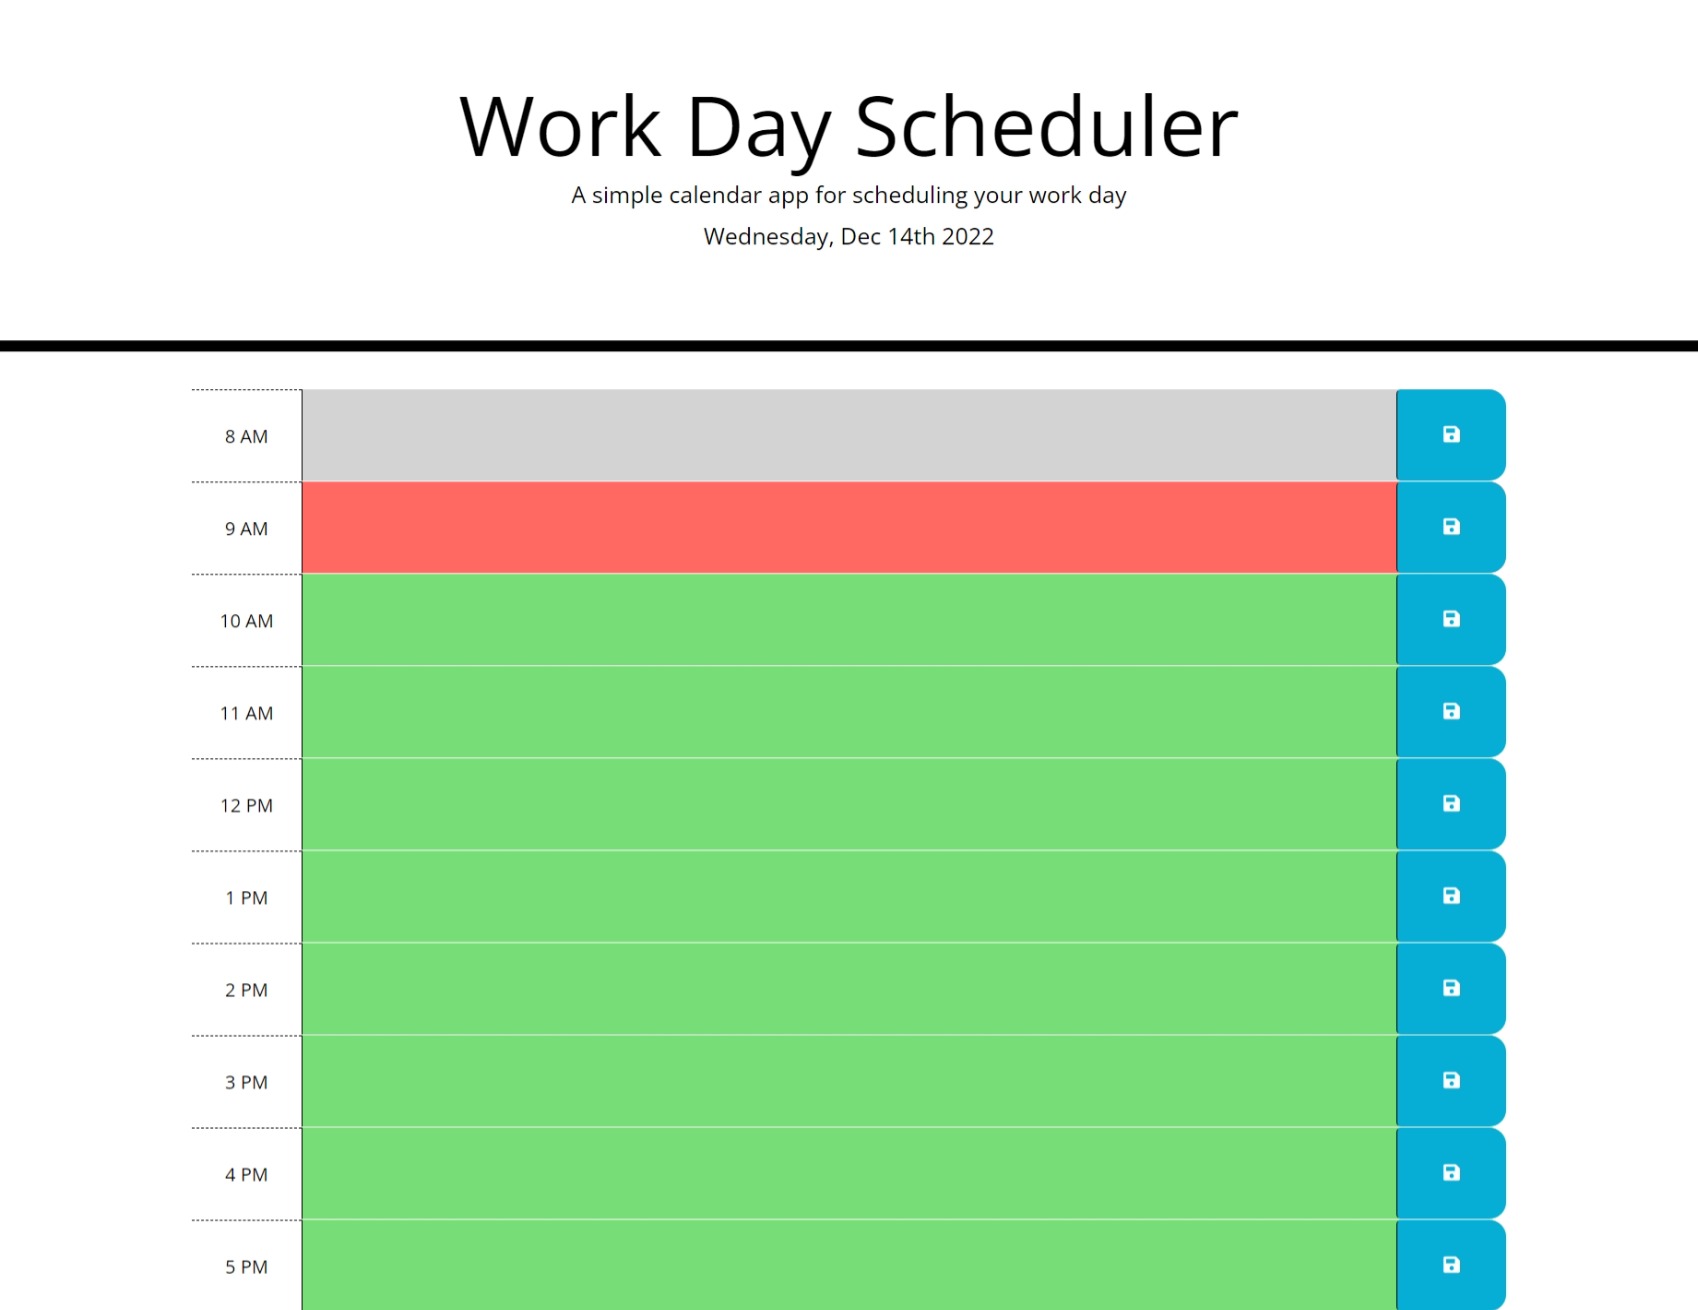 Work Day Scheduler
A simple calendar app for scheduling your work day
Wednesday, Dec 14th 2022
8 AM
9 AM
10 AM
11 AM
12 PM
1 PM
2 PM
3 PM
4 PM
5 PM